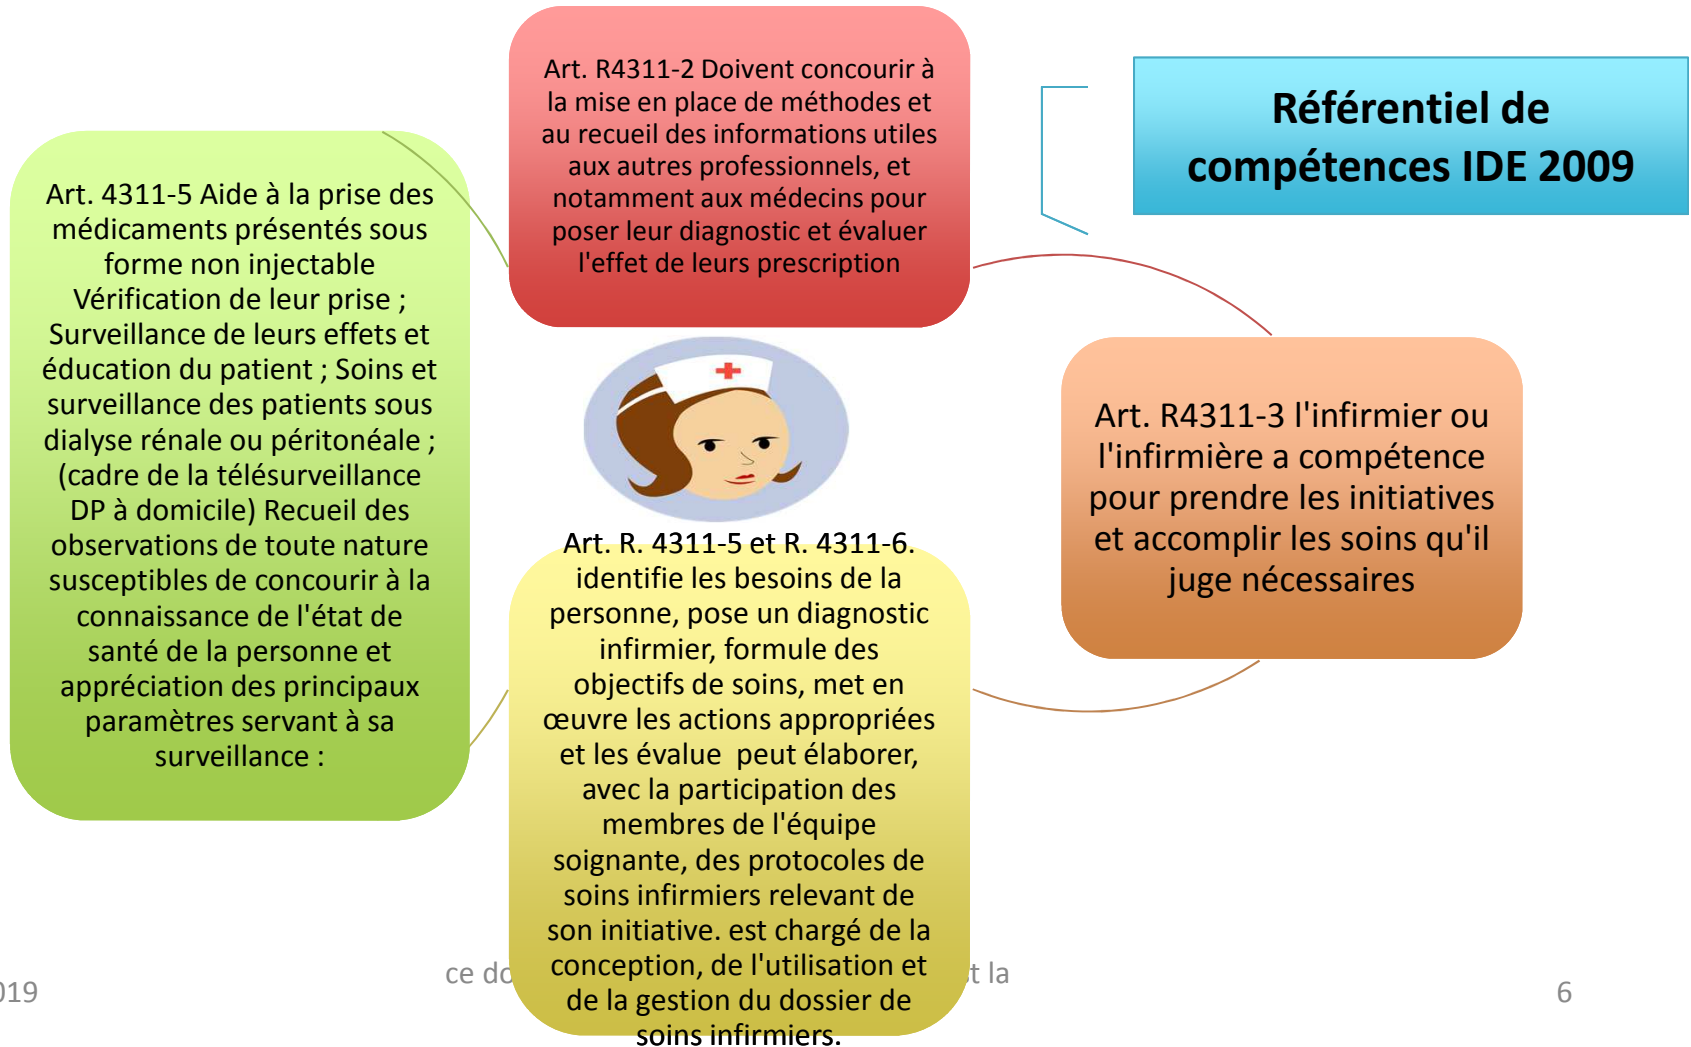 Art. R4311-2 Doivent concourir à
la mise en place de méthodes et
au recueil des informations utiles
aux autres professionnels, et
notamment aux médecins pour
poser leur diagnostic et évaluer
l'effet de leurs prescription
Référentiel de
compétences IDE 2009
Art. 4311-5 Aide à la prise des
médicaments présentés sous
forme non injectable
Vérification de leur prise ;
Surveillance de leurs effets et
éducation du patient ; Soins et
surveillance des patients sous
dialyse rénale ou péritonéale ;
(cadre de la télésurveillance
DP à domicile) Recueil des
observations de toute nature
susceptibles de concourir à la
connaissance de l'état de
santé de la personne et
appréciation des principaux
paramètres servant à sa
surveillance :
Art. R4311-3 l'infirmier ou
l'infirmière a compétence
pour prendre les initiatives
et accomplir les soins qu'il
juge nécessaires
Art. R. 4311-5 et R. 4311-6.
identifie les besoins de la
personne, pose un diagnostic
infirmier, formule des
objectifs de soins, met en
œuvre les actions appropriées
et les évalue peut élaborer,
avec la participation des
membres de l'équipe
soignante, des protocoles de
soins infirmiers relevant de
son initiative. est chargé de la
conception, de l'utilisation et
de la gestion du dossier de
soins infirmiers.
019
ce do
t la
6